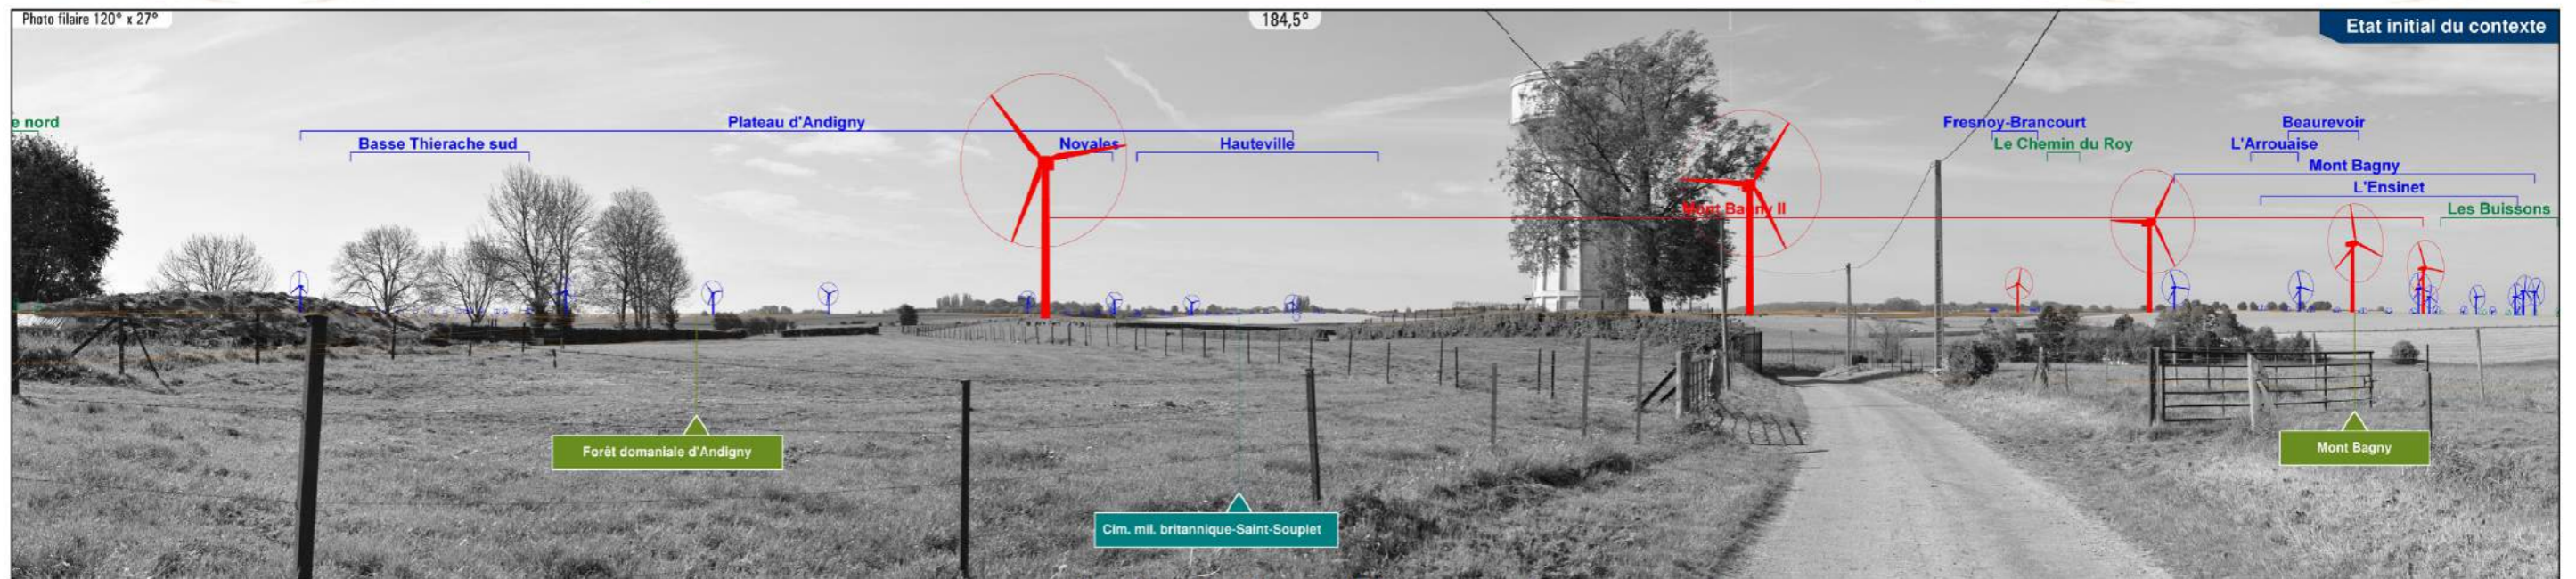 Photo filaire 120° x 27°
184,5°
Etat initial du contexte
e nord
Plateau d'Andigny
Fresnoy-Brancourt
Beaurevoir
Basse Thierache sud
Noyales
Hauteville
Le Chemin du Roy
L'Arrouaise
Mont Bagny
L'Ensinet
Mont Bagny II
Les Buissons
Forêt domaniale d'Andigny
Mont Bagny
Cim. mil. britannique-Saint-Souplet